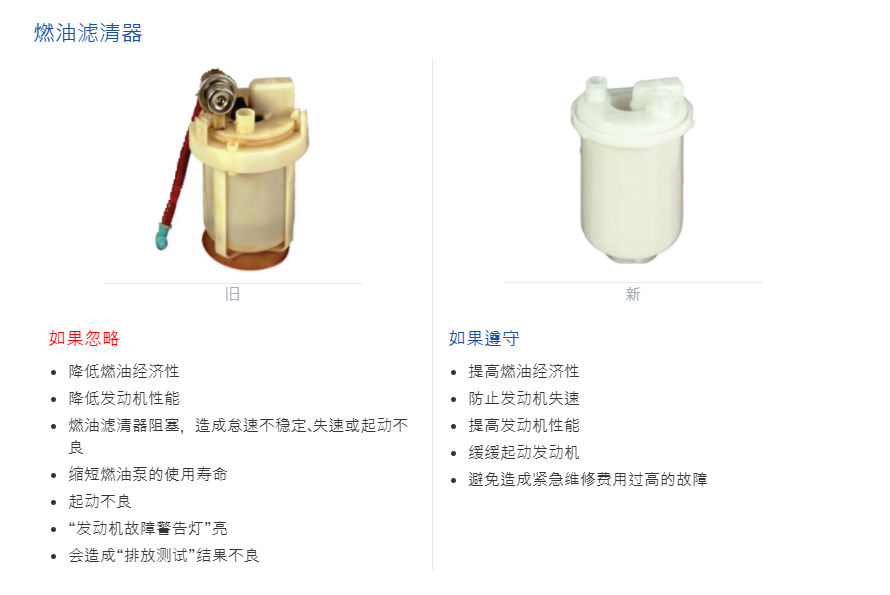 燃油滤清器
旧
新
如果忽略
降低燃油经济性
降低发动机性能
燃油滤清器阻塞，造成怠速不稳定、失速或起动不
良
缩短燃油泵的使用寿命
起动不良
“发动机故障警告灯”亮
会造成“排放测试”结果不良
如果遵守
提高燃油经济性
防止发动机失速
提高发动机性能
缓缓起动发动机
避免造成紧急维修费用过高的故障